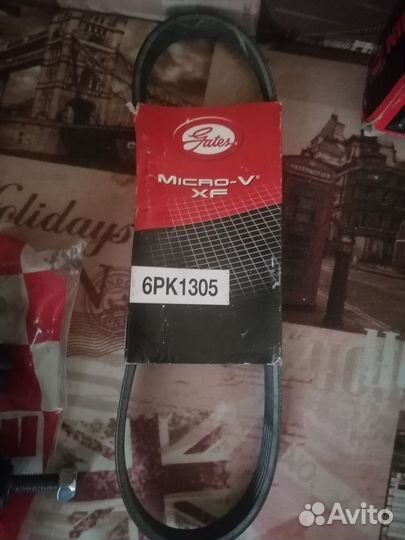 Gates
MICRO-V®
XF
6PK1305
Holidays
Avito